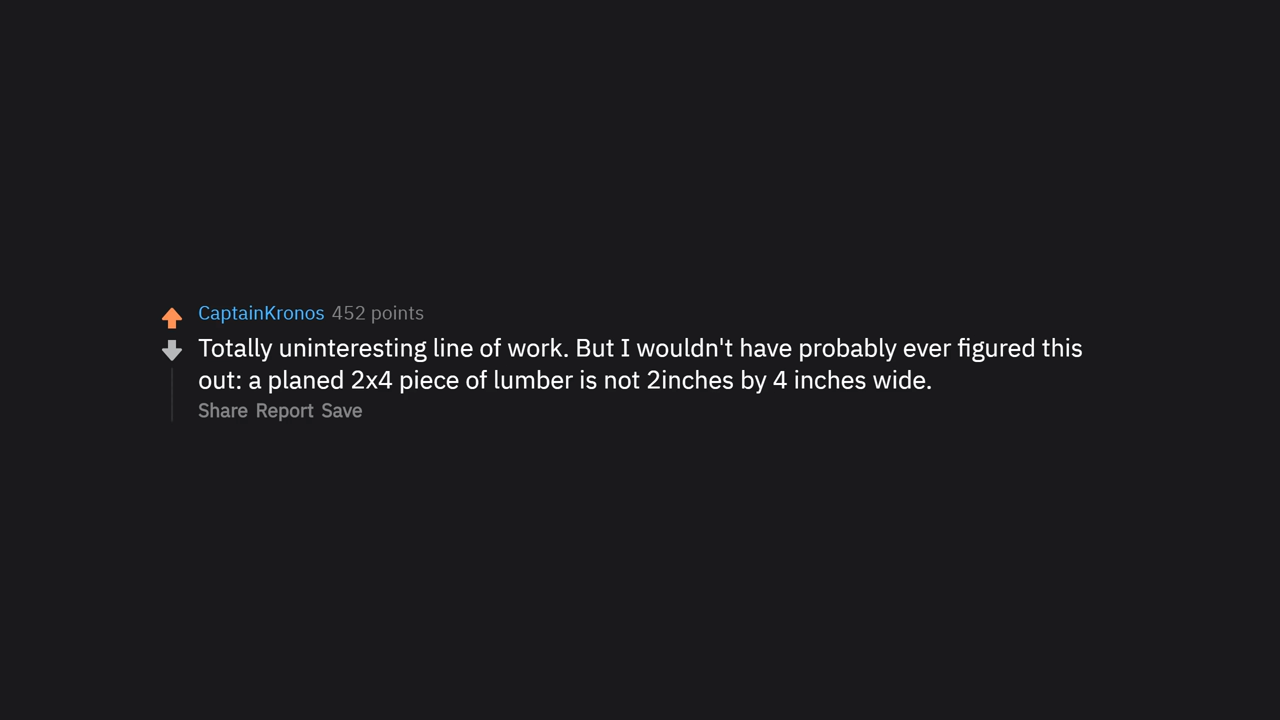 CaptainKronos 452 points
Totally uninteresting line of work. But I wouldn't have probably ever figured this
out: a planed 2x4 piece of lumber is not 2inches by 4 inches wide.
Share Report Save